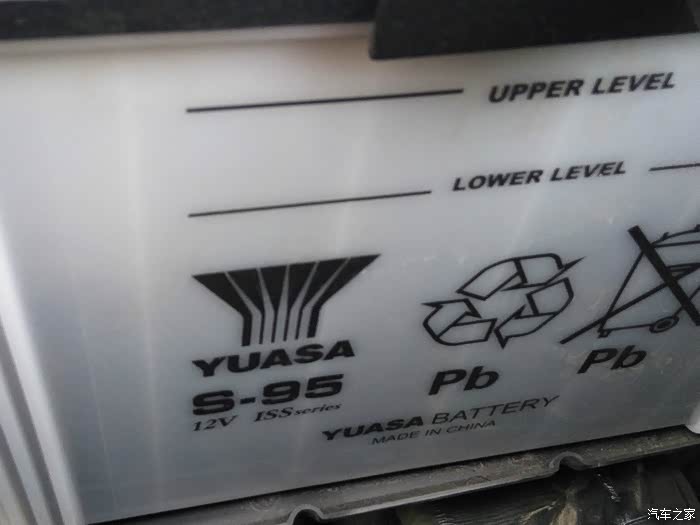 UPPER LEVEL
LOWER LEVEL
YUASA
S-95
12V ISS series
Pb
Pb
YUASA BATTERY
MADE IN CHINA
汽车之家